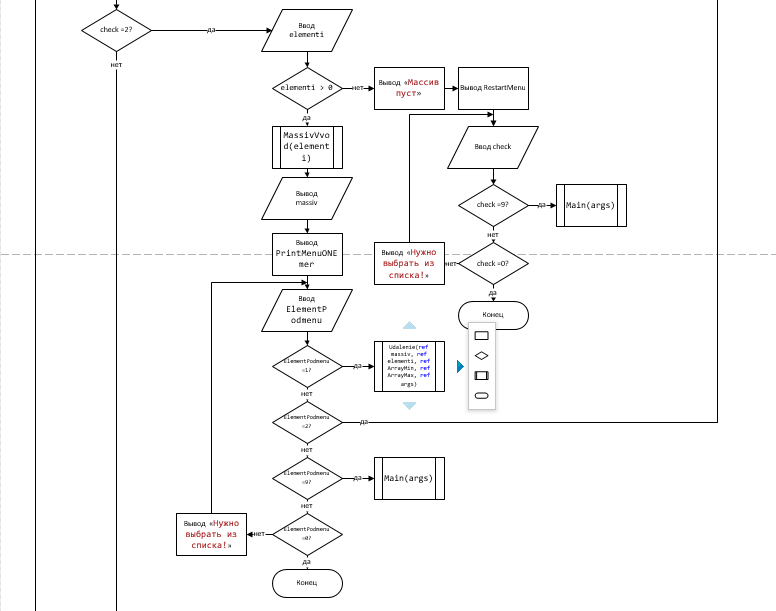 check =2?
да
нет
Ввод
elementi
elementi > 0
нет
да
Вывод «Массив
пуст»
Вывод RestartMenu
MassivVvo
d(element
i)
Ввод check
Вывод
massiv
check =9?
да
Main(args)
нет
Вывод
PrintMenuONE
mer
Вывод «Нужно
выбрать из
списка!»
нет
check =0?
да
Конец
Ввод
ElementP
odmenu
ElementPodmenu
=1?
да
нет
Udalenie(ref
massiv, ref
elementi, ref
ArrayMin, ref
ArrayMax, ref
args)
ElementPodmenu
=2?
да
нет
ElementPodmenu
=9?
да
Main(args)
нет
Вывод «Нужно
выбрать из
списка!»
нет
ElementPodmenu
=0?
да
Конец